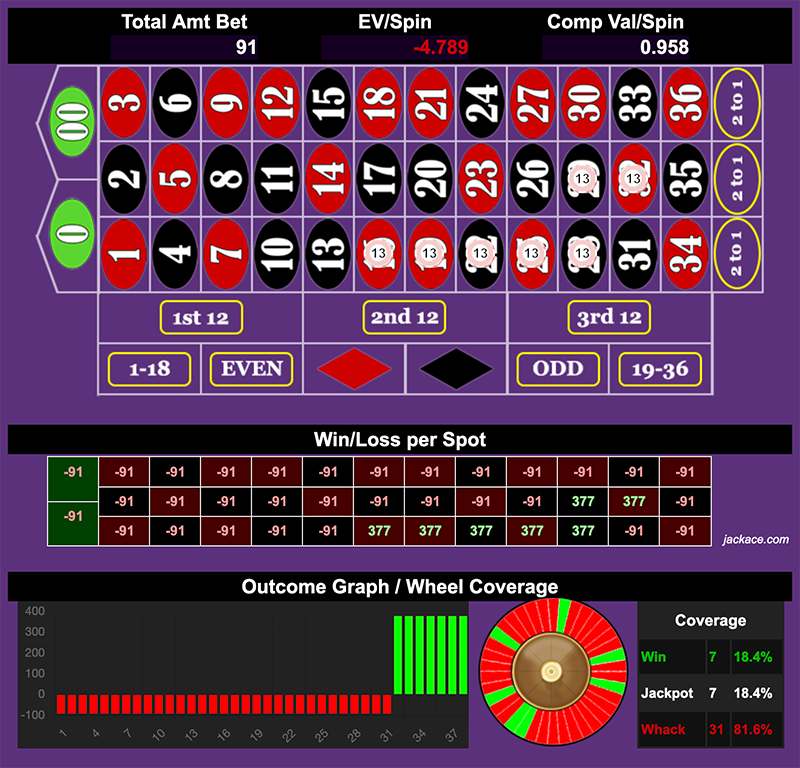 Total Amt Bet EV/Spin Comp Val/Spin
91 -4.789 0.958
00 3 6 9 12 15 18 21 24 27 30 33 36 2 to 1
2 5 8 11 14 17 20 23 26 13 13 35 2 to 1
0 1 4 7 10 13 13 13 13 13 13 31 34 2 to 1
1st 12 2nd 12 3rd 12
1-18 EVEN ODD 19-36
Win/Loss per Spot
-91 -91 -91 -91 -91 -91 -91 -91 -91 -91 -91 -91 -91
-91 -91 -91 -91 -91 -91 -91 -91 -91 377 377 -91
-91 -91 -91 -91 -91 -91 377 377 377 377 377 -91 -91
jackace.com
Outcome Graph / Wheel Coverage
400
300
200
100
0
-100
1 4 7 10 13 16 19 22 25 28 31 34 37
Coverage
Win 7 18.4%
Jackpot 7 18.4%
Whack 31 81.6%